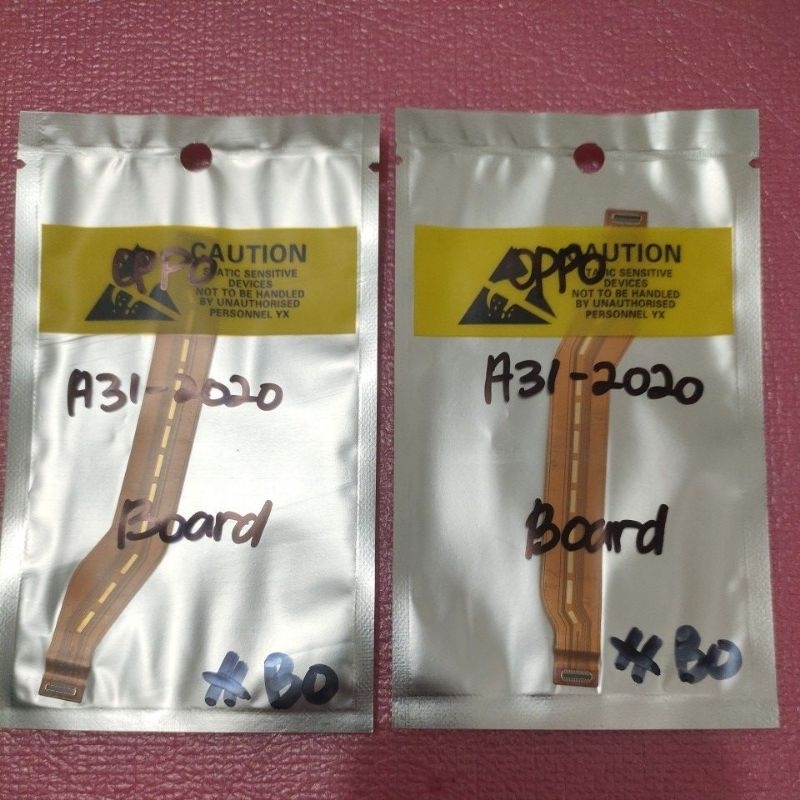 OPPO
CAUTION
STATIC SENSITIVE
DEVICES
NOT TO BE HANDLED
BY UNAUTHORISED
PERSONNEL YX
A31-2020
Board
#BO
OPPO
CAUTION
STATIC SENSITIVE
DEVICES
NOT TO BE HANDLED
BY UNAUTHORISED
PERSONNEL YX
A31-2020
Board
#BO